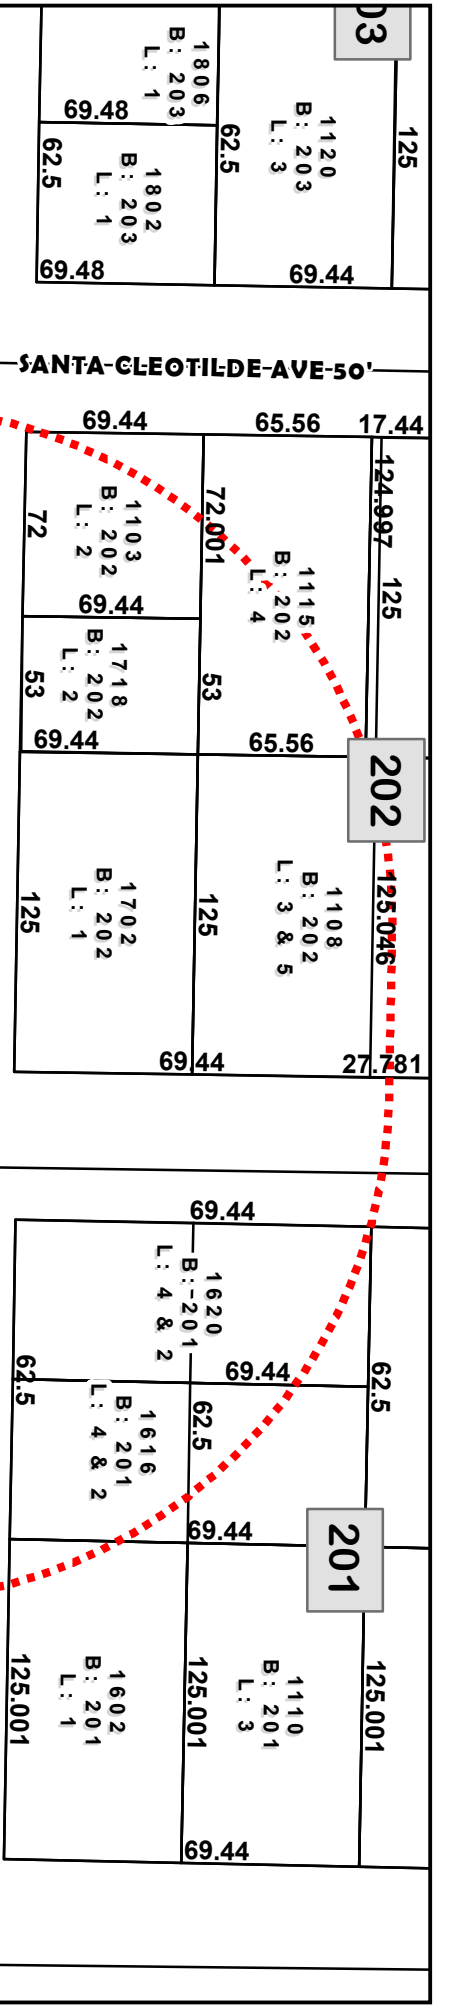 03
1806
B: 203
L: 1
69.48
62.5
1120
B: 203
L: 3
125
62.5
1802
B: 203
L: 1
69.48
69.44
SANTA-CLEOTILDE-AVE-50'
69.44
65.56
17.44
124.997
72
1103
B: 202
L: 2
72.001
1115
B: 202
L: 4
125
69.44
53
1718
B: 202
L: 2
53
69.44
65.56
202
125
1702
B: 202
L: 1
125
1108
B: 202
L: 3 & 5
125.046
69.44
27.781
69.44
1620
B:-201
L: 4 & 2
62.5
69.44
62.5
1616
B: 201
L: 4 & 2
62.5
69.44
201
125.001
1602
B: 201
L: 1
125.001
1110
B: 201
L: 3
125.001
69.44